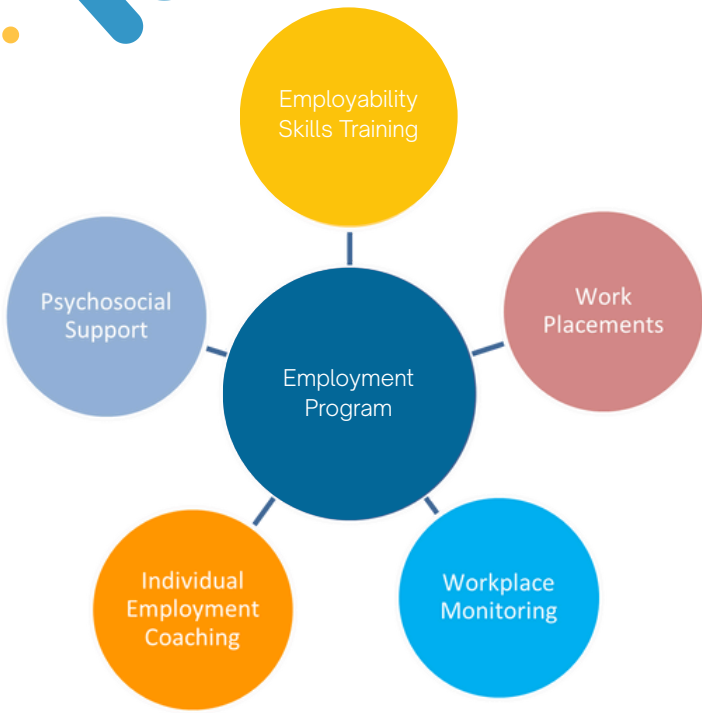 Employability
Skills Training
Psychosocial
Support
Work
Placements
Employment
Program
Individual
Employment
Coaching
Workplace
Monitoring